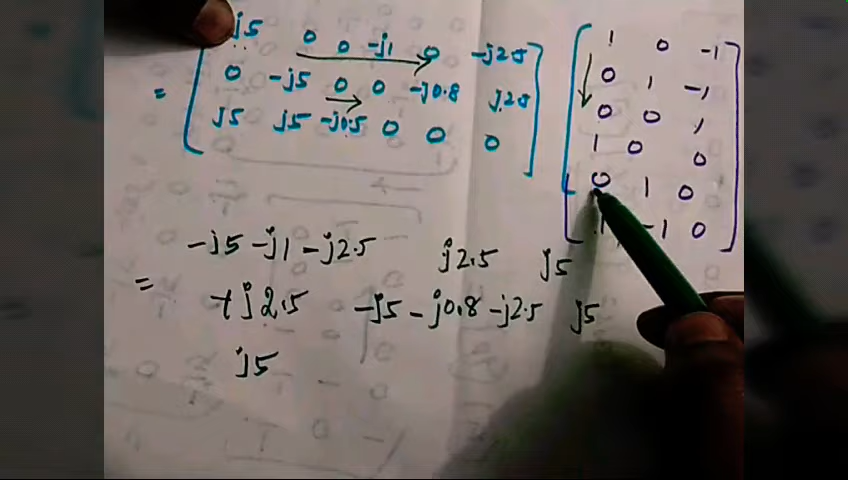 j5 0 0 -j1 0 -j2.5
= 0 -j5 0 0 -j0.8 j2.5
j5 j5 -j0.5 0 0 0
1 0 -1
0 1 -1
0 0 1
1 0 0
0 1 0
1 -1 0
-j5 -j1 -j2.5 j2.5 j5
= +j2.5 -j5 - j0.8 -j2.5 j5
j5